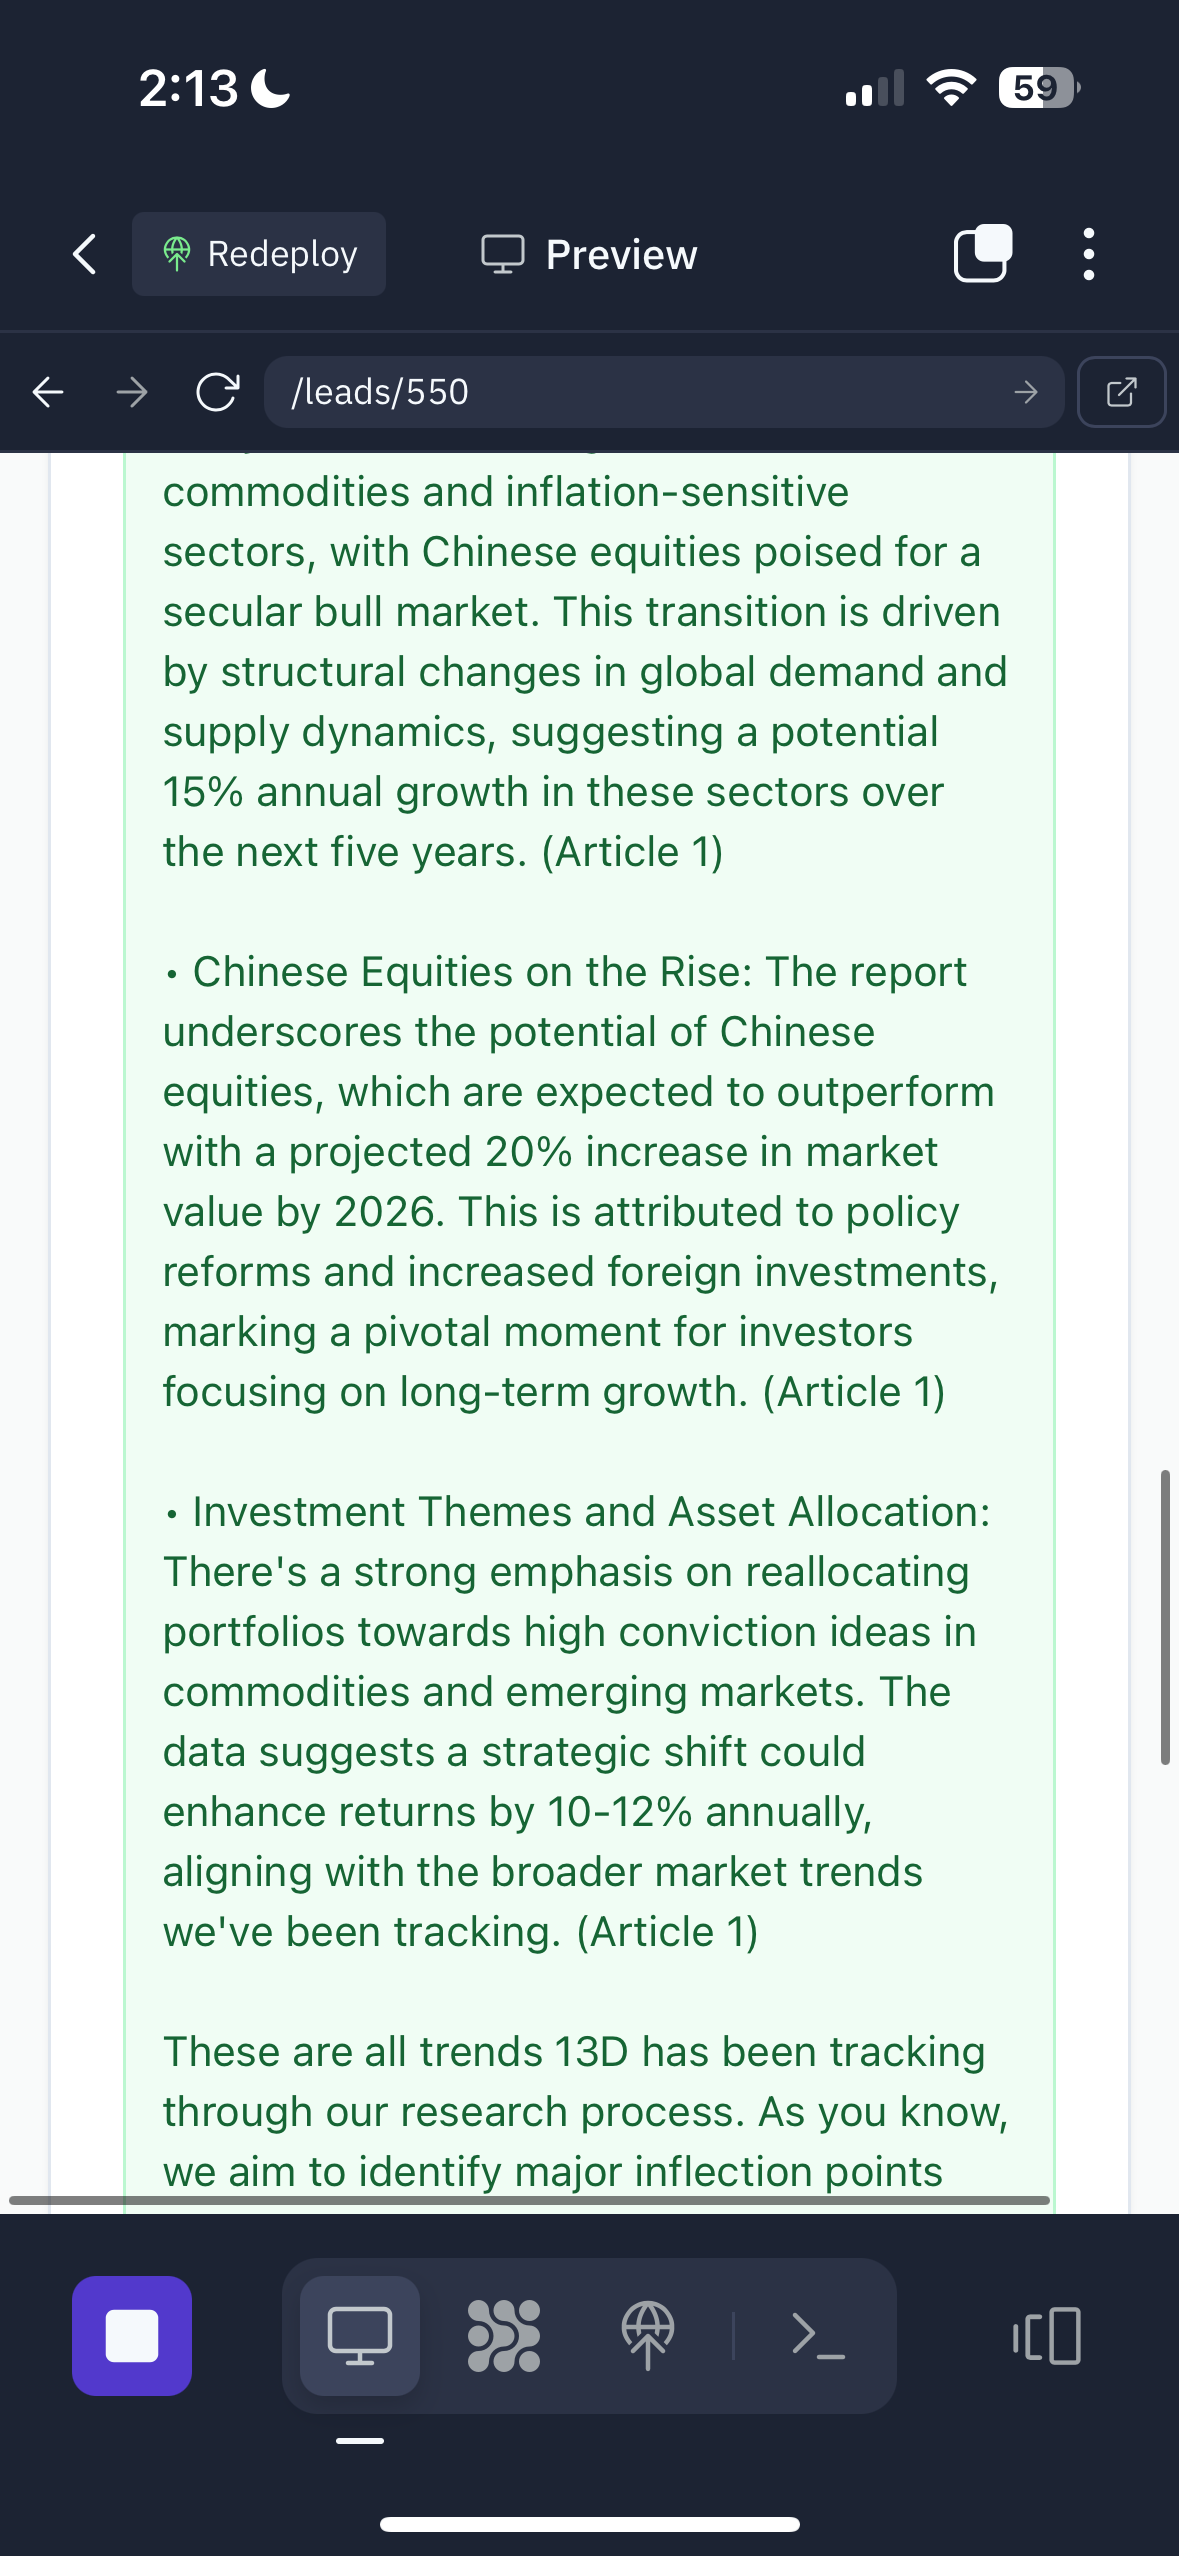 2:13
59
Redeploy
Preview
/leads/550
commodities and inflation-sensitive
sectors, with Chinese equities poised for a
secular bull market. This transition is driven
by structural changes in global demand and
supply dynamics, suggesting a potential
15% annual growth in these sectors over
the next five years. (Article 1)
• Chinese Equities on the Rise: The report
underscores the potential of Chinese
equities, which are expected to outperform
with a projected 20% increase in market
value by 2026. This is attributed to policy
reforms and increased foreign investments,
marking a pivotal moment for investors
focusing on long-term growth. (Article 1)
• Investment Themes and Asset Allocation:
There's a strong emphasis on reallocating
portfolios towards high conviction ideas in
commodities and emerging markets. The
data suggests a strategic shift could
enhance returns by 10-12% annually,
aligning with the broader market trends
we've been tracking. (Article 1)
These are all trends 13D has been tracking
through our research process. As you know,
we aim to identify major inflection points